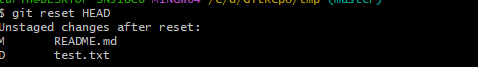 $ git reset HEAD
Unstaged changes after reset:
M README.md
D test.txt